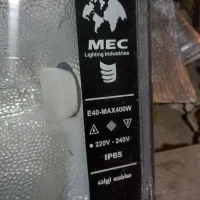 MEC
Lighting Industries
E40-MAX400W
220V - 240V
IP65
ساخت ایران